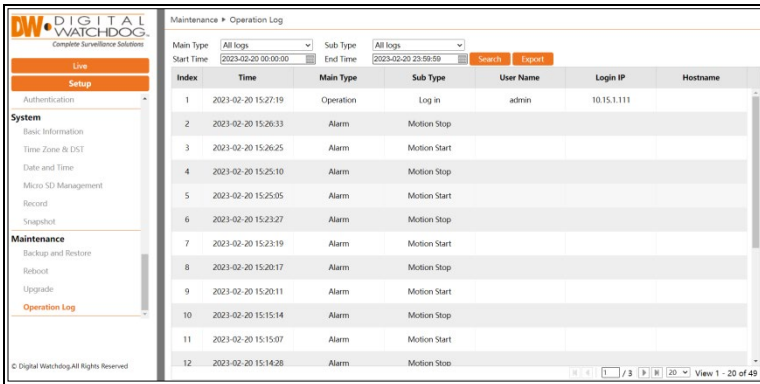 DW DIGITAL WATCHDOG
Complete Surveillance Solutions
Live
Setup
Authentication
System
Basic Information
Time Zone & DST
Date and Time
Micro SD Management
Record
Snapshot
Maintenance
Backup and Restore
Reboot
Upgrade
Operation Log
© Digital Watchdog.All Rights Reserved
Maintenance ▶ Operation Log
Main Type All logs Sub Type All logs
Start Time 2023-02-20 00:00:00 End Time 2023-02-20 23:59:59 Search Export
Index Time Main Type Sub Type User Name Login IP Hostname
1 2023-02-20 15:27:19 Operation Log in admin 10.15.1.111
2 2023-02-20 15:26:33 Alarm Motion Stop
3 2023-02-20 15:26:25 Alarm Motion Start
4 2023-02-20 15:25:10 Alarm Motion Stop
5 2023-02-20 15:25:05 Alarm Motion Start
6 2023-02-20 15:23:27 Alarm Motion Stop
7 2023-02-20 15:23:19 Alarm Motion Start
8 2023-02-20 15:20:17 Alarm Motion Stop
9 2023-02-20 15:20:11 Alarm Motion Start
10 2023-02-20 15:15:14 Alarm Motion Stop
11 2023-02-20 15:15:07 Alarm Motion Start
12 2023-02-20 15:14:28 Alarm Motion Stop
1 / 3 20 View 1 - 20 of 49